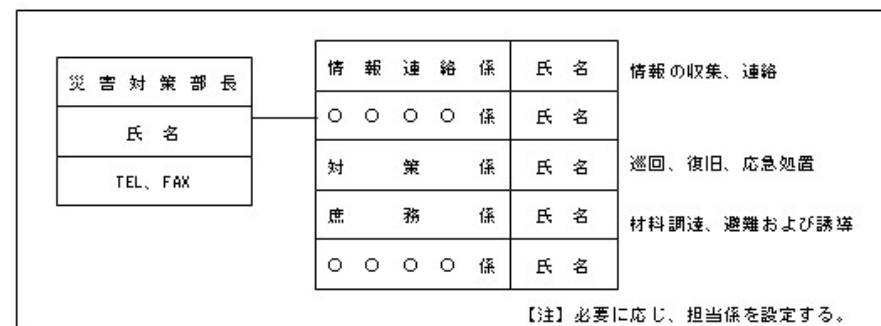 災害対策部長
氏名
TEL、FAX
情報連絡係 氏名 情報の収集、連絡
○○○○係 氏名
対策係 氏名 巡回、復旧、応急処置
庶務係 氏名 材料調達、避難および誘導
○○○○係 氏名
【注】必要に応じ、担当係を設定する。